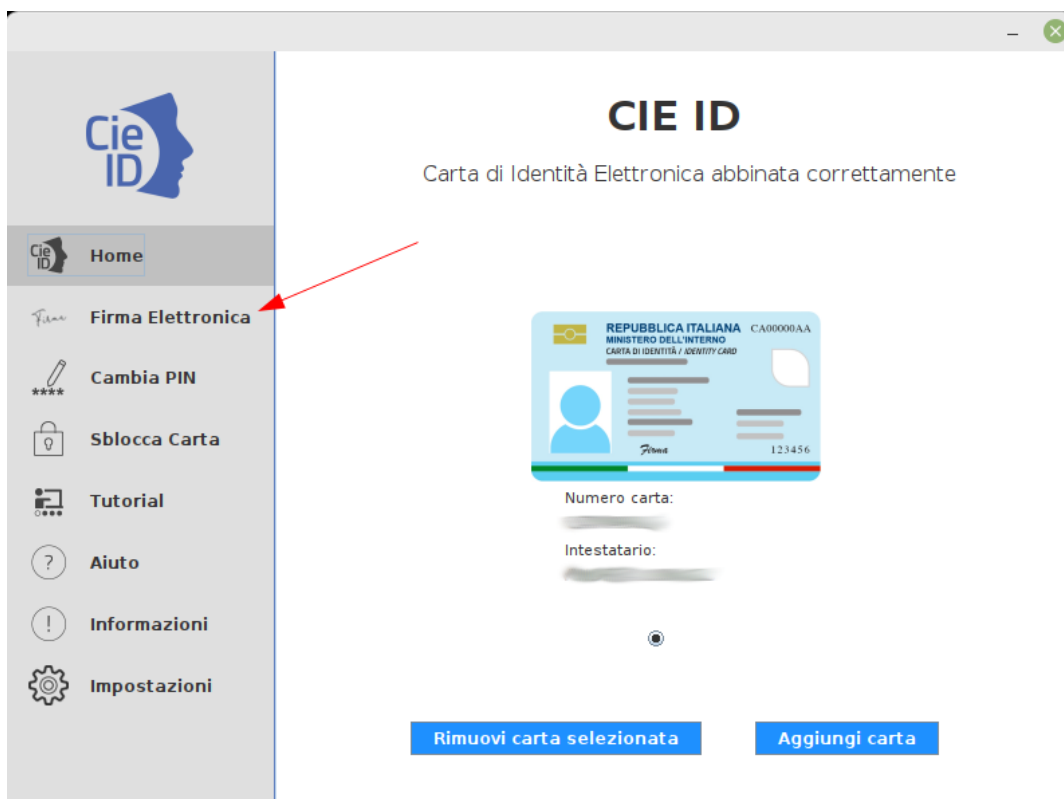 Cie
ID
Cie
ID
Home
Firma
Firma Elettronica
****
Cambia PIN
Sblocca Carta
Tutorial
?
Aiuto
!
Informazioni
Impostazioni
CIE ID
Carta di Identità Elettronica abbinata correttamente
REPUBBLICA ITALIANA CA00000AA
MINISTERO DELL'INTERNO
CARTA DI IDENTITÀ / IDENTITY CARD
Firma 123456
Numero carta:
Intestatario:
Rimuovi carta selezionata
Aggiungi carta